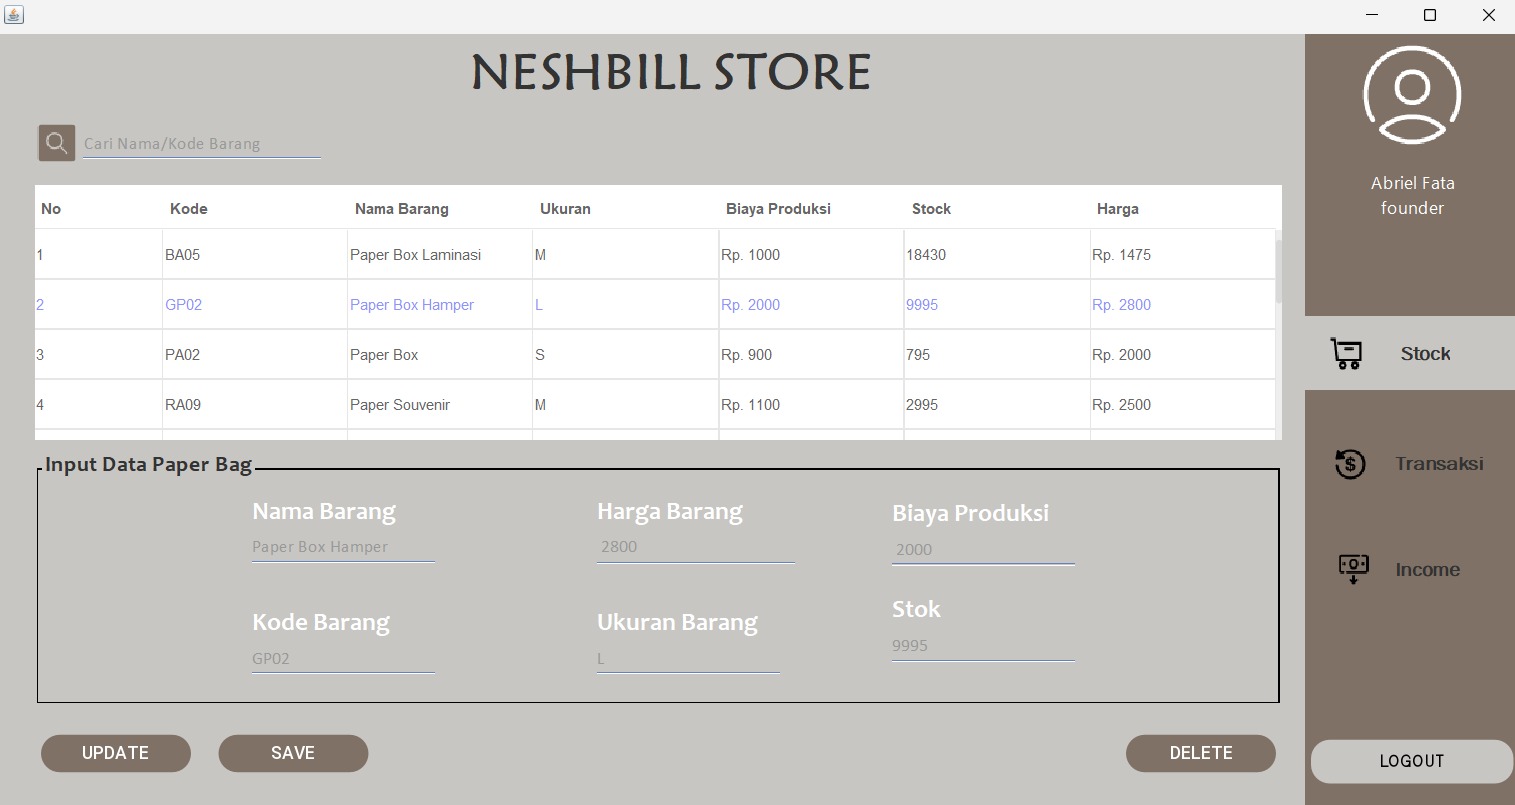 NESHBILL STORE
Cari Nama/Kode Barang
No Kode Nama Barang Ukuran Biaya Produksi Stock Harga
1 BA05 Paper Box Laminasi M Rp. 1000 18430 Rp. 1475
2 GP02 Paper Box Hamper L Rp. 2000 9995 Rp. 2800
3 PA02 Paper Box S Rp. 900 795 Rp. 2000
4 RA09 Paper Souvenir M Rp. 1100 2995 Rp. 2500
Input Data Paper Bag
Nama Barang Harga Barang Biaya Produksi
Paper Box Hamper 2800 2000
Kode Barang Ukuran Barang Stok
GP02 L 9995
UPDATE SAVE DELETE
Abriel Fata
founder
Stock
Transaksi
Income
LOGOUT